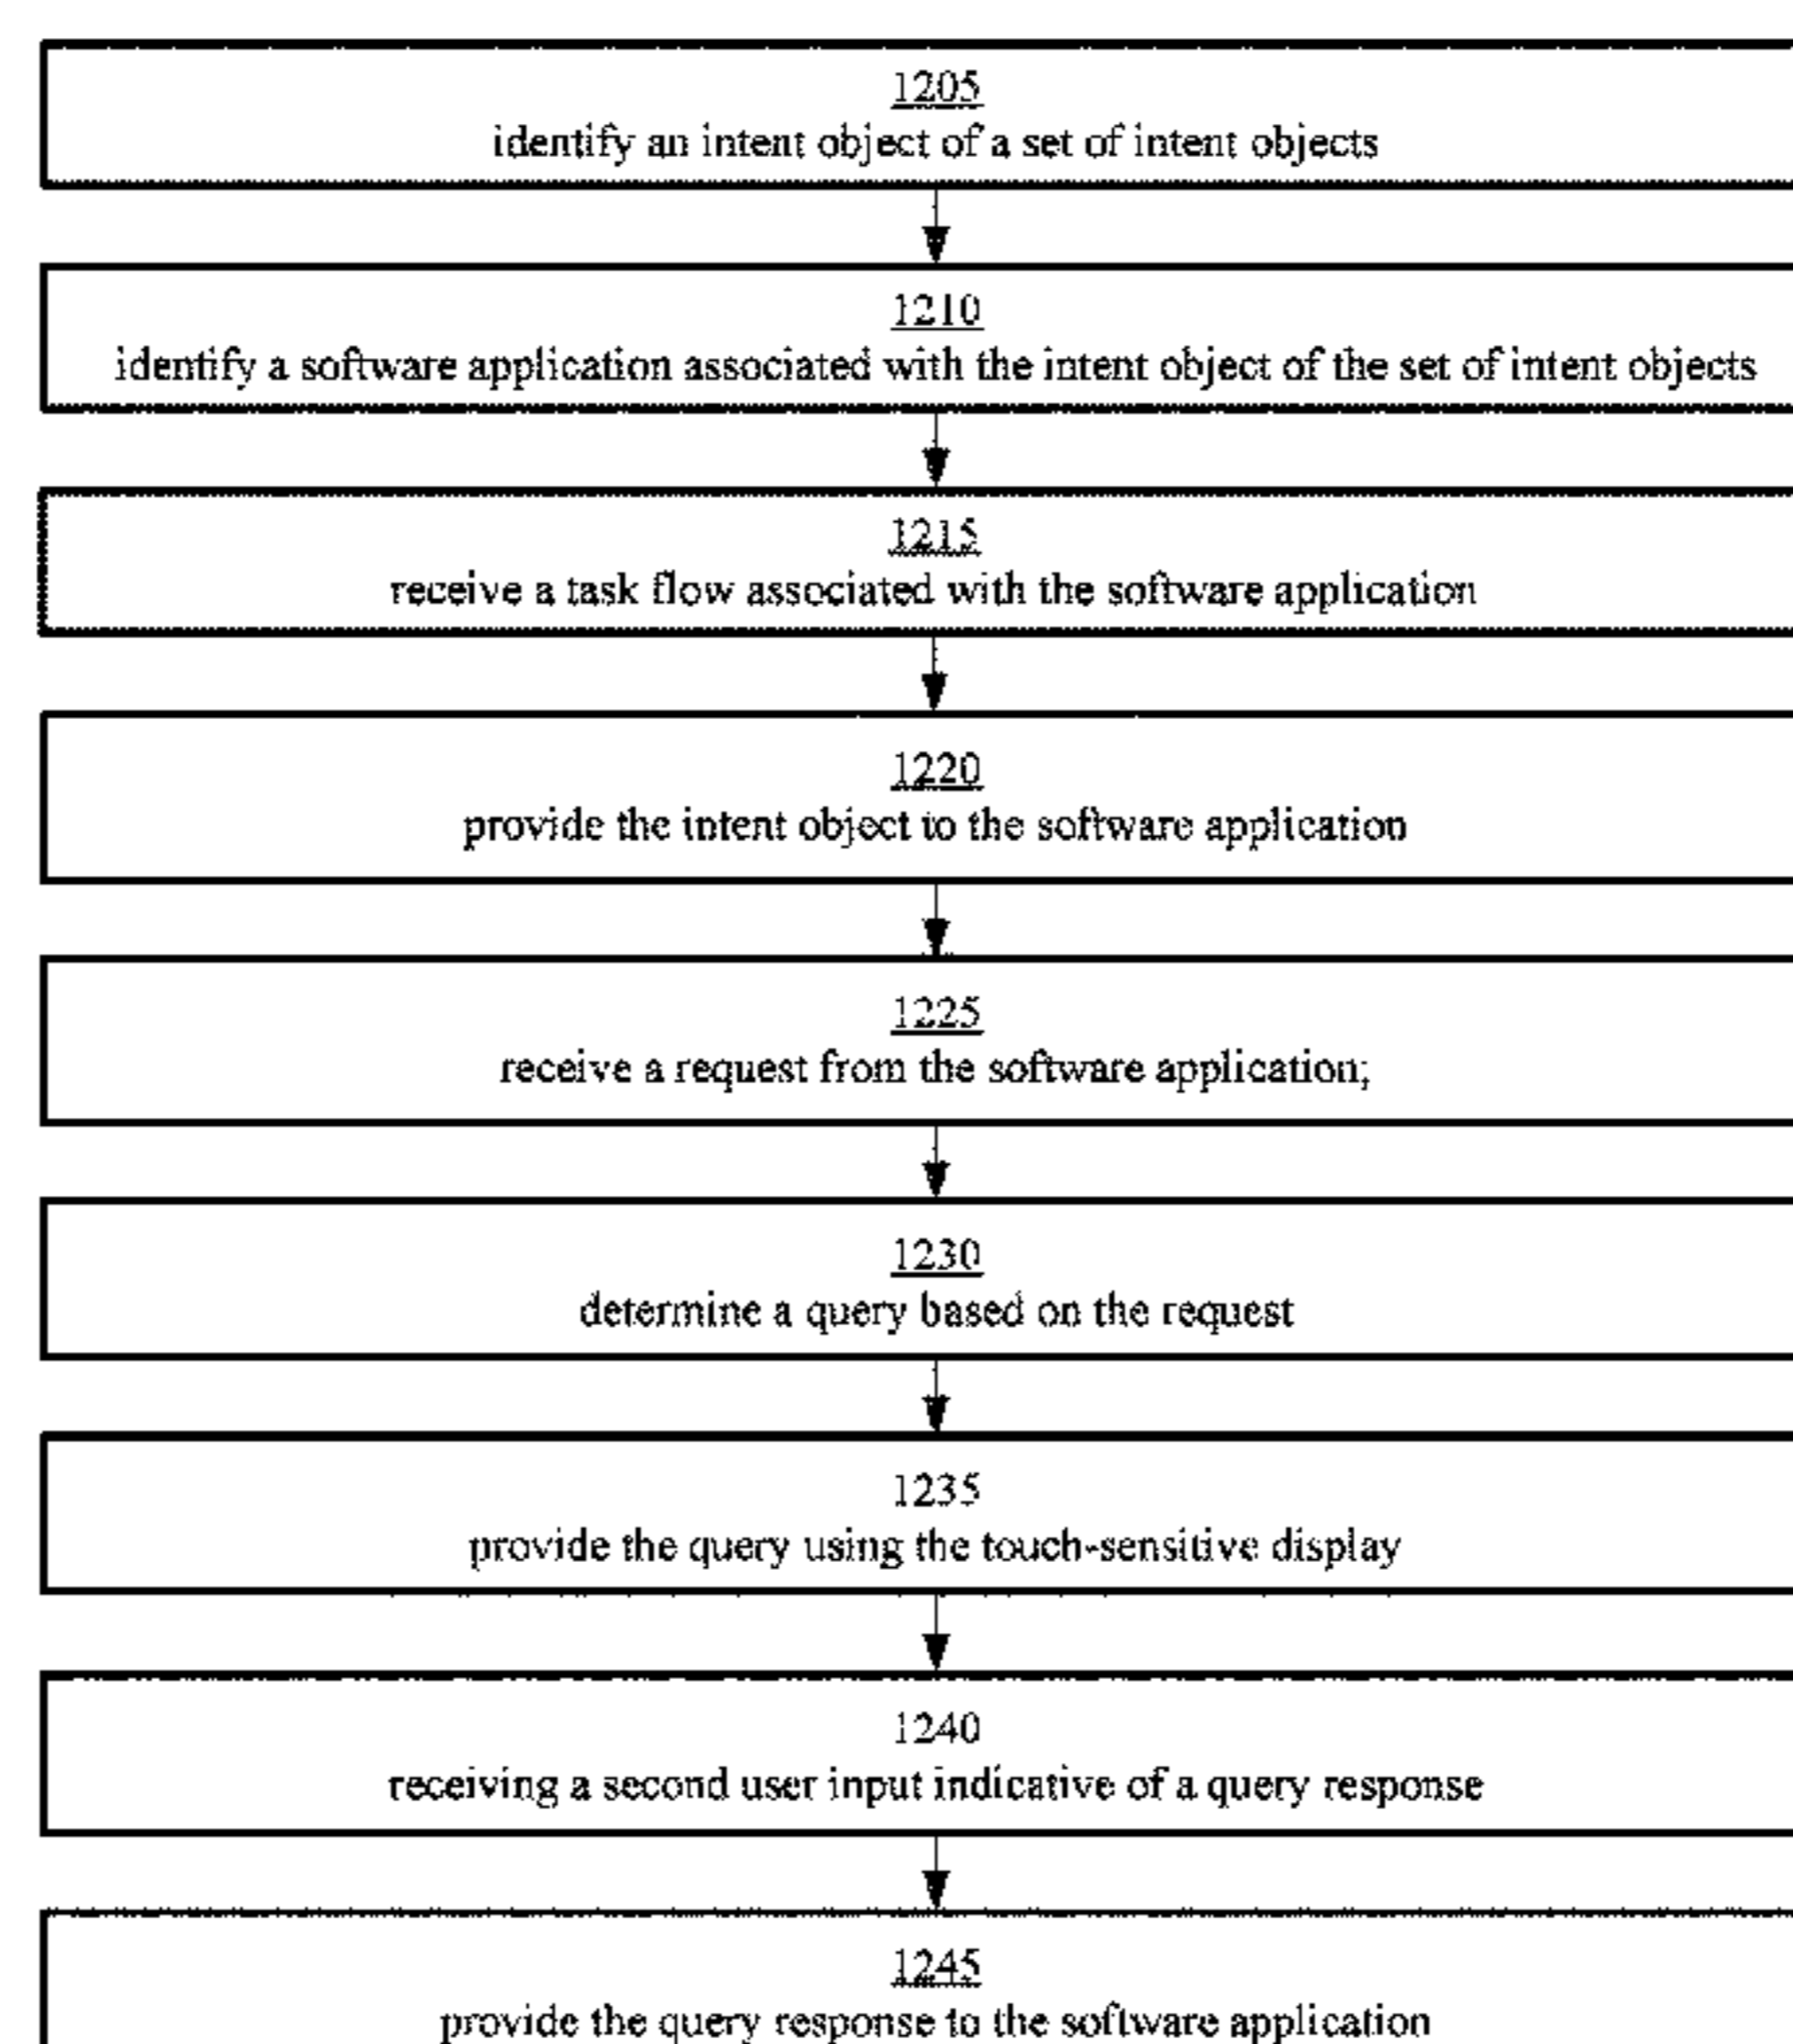 1205
identify an intent object of a set of intent objects
1210
identify a software application associated with the intent object of the set of intent objects
1215
receive a task flow associated with the software application
1220
provide the intent object to the software application
1225
receive a request from the software application;
1230
determine a query based on the request
1235
provide the query using the touch-sensitive display
1240
receiving a second user input indicative of a query response
1245
provide the query response to the software application